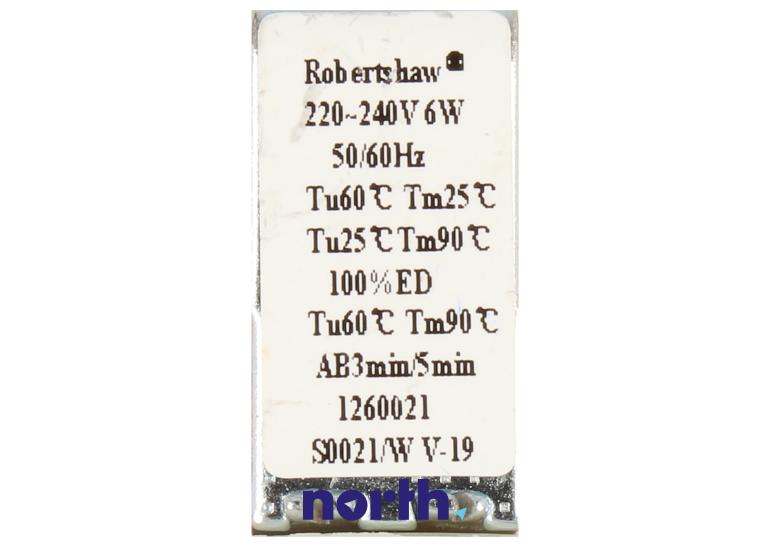 Robertshaw
220~240V 6W
50/60Hz
Tu60℃ Tm25℃
Tu25℃ Tm90℃
100%ED
Tu60℃ Tm90℃
AB3min/5min
1260021
S0021/W V-19
north.